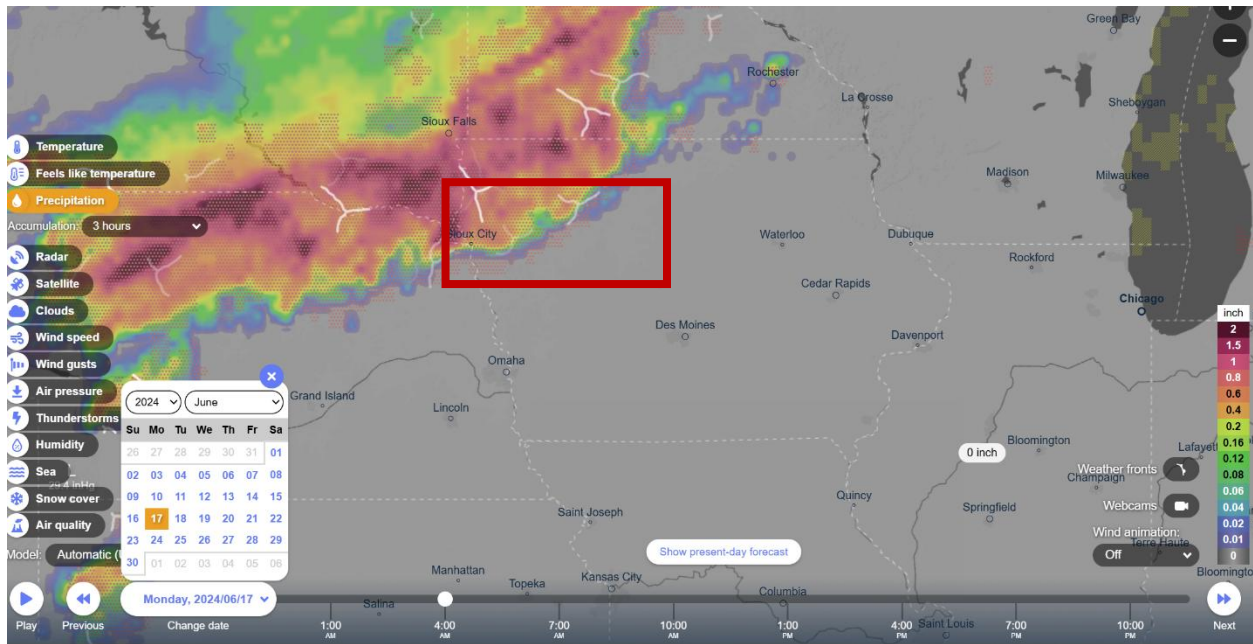 Green Bay
+
−
Rochester
La Crosse
Sheboygan
Sioux Falls
Temperature
Feels like temperature
Madison
Milwaukee
Precipitation
Accumulation: 3 hours
Sioux City
Waterloo
Dubuque
Radar
Rockford
Satellite
Cedar Rapids
Clouds
Chicago
inch
2
Wind speed
Des Moines
Davenport
1.5
Wind gusts
Omaha
1
Air pressure
2024 June
Grand Island
0.8
0.6
Lincoln
0.4
Thunderstorms
Su Mo Tu We Th Fr Sa
0.2
Humidity
26 27 28 29 30 31 01
0 inch
Bloomington
0.16
Lafayett
Sea
29.4 inHg
02 03 04 05 06 07 08
Weather fronts
Champaign
0.12
0.08
Snow cover
09 10 11 12 13 14 15
Quincy
0.06
Air quality
16 17 18 19 20 21 22
Saint Joseph
Springfield
Webcams
0.04
23 24 25 26 27 28 29
Wind animation:
0.02
Terre Haute
0.01
Model: Automatic (
30 01 02 03 04 05 06
Show present-day forecast
Off
0
Manhattan
Topeka
Kansas City
Columbia
Bloomingto
Play
Previous
Monday, 2024/06/17
Change date
Salina
Saint Louis
1:00 AM
4:00 AM
7:00 AM
10:00 AM
1:00 PM
4:00 PM
7:00 PM
10:00 PM
Next